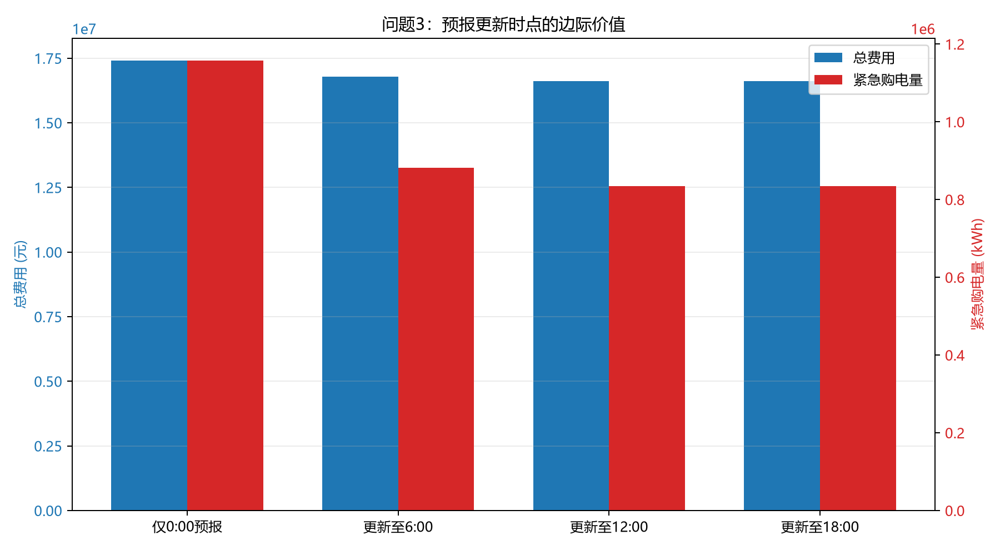 问题3：预报更新时点的边际价值
1e7
1e6
总费用
紧急购电量
1.75
1.50
1.25
1.00
0.75
0.50
0.25
0.00
总费用 (元)
1.2
1.0
0.8
0.6
0.4
0.2
0.0
紧急购电量 (kWh)
仅0:00预报
更新至6:00
更新至12:00
更新至18:00